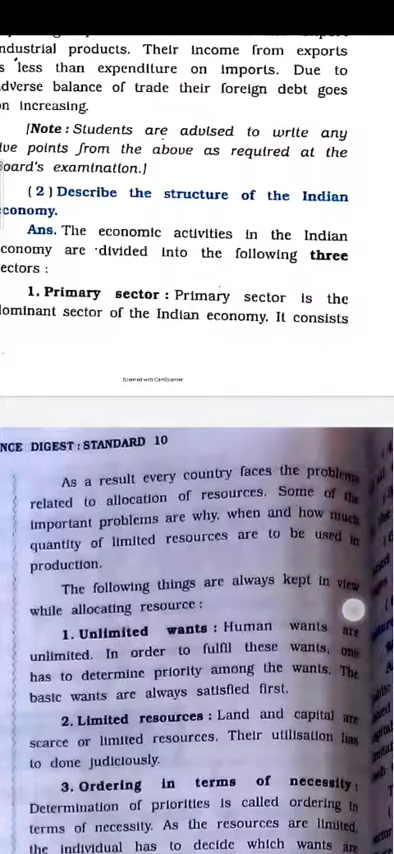 industrial products. Their income from exports
is less than expenditure on imports. Due to
adverse balance of trade their foreign debt goes
on increasing.
[Note : Students are advised to write any
five points from the above as required at the
Board's examination.]
(2) Describe the structure of the Indian
economy.
Ans. The economic activities in the Indian
economy are divided into the following three
sectors :
1. Primary sector : Primary sector is the
dominant sector of the Indian economy. It consists
Scanned with CamScanner
NCE DIGEST : STANDARD 10
As a result every country faces the problems
related to allocation of resources. Some of the
important problems are why, when and how much
quantity of limited resources are to be used in
production.
The following things are always kept in view
while allocating resource :
1. Unlimited wants : Human wants are
unlimited. In order to fulfil these wants, one
has to determine priority among the wants. The
basic wants are always satisfied first.
2. Limited resources : Land and capital are
scarce or limited resources. Their utilisation has
to done judiciously.
3. Ordering in terms of necessity :
Determination of priorities is called ordering in
terms of necessity. As the resources are limited,
the individual has to decide which wants are